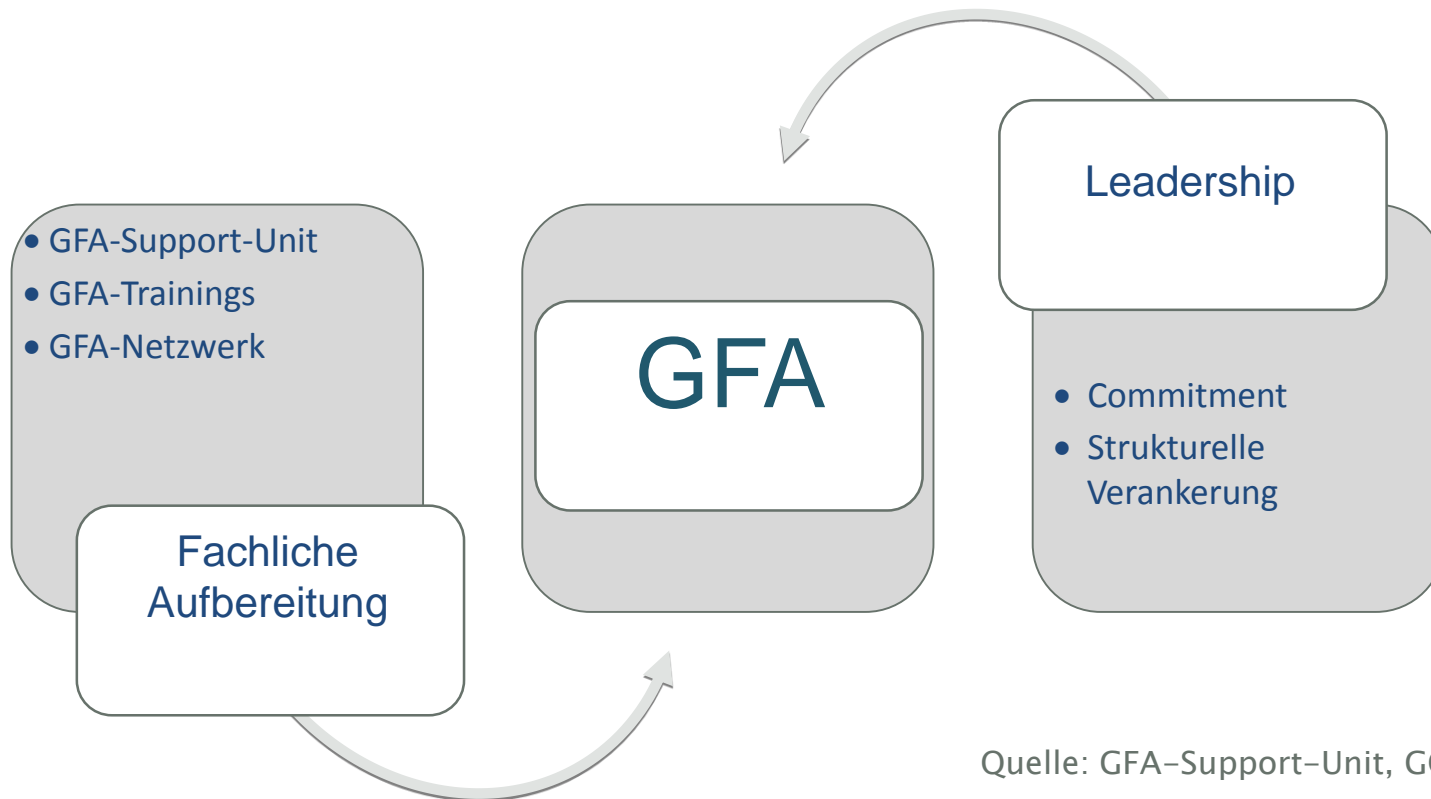 • GFA-Support-Unit
• GFA-Trainings
• GFA-Netzwerk
Fachliche
Aufbereitung
GFA
Leadership
• Commitment
• Strukturelle
Verankerung
Quelle: GFA-Support-Unit,